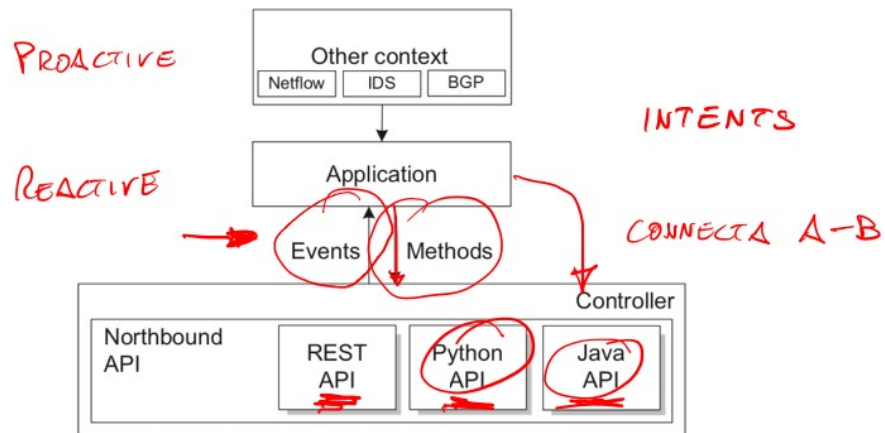 PROACTIVE
Other context
Netflow IDS BGP
INTENTS
Application
REACTIVE
CONNECTA A-B
Events Methods
Controller
Northbound
API
REST
API
Python
API
Java
API